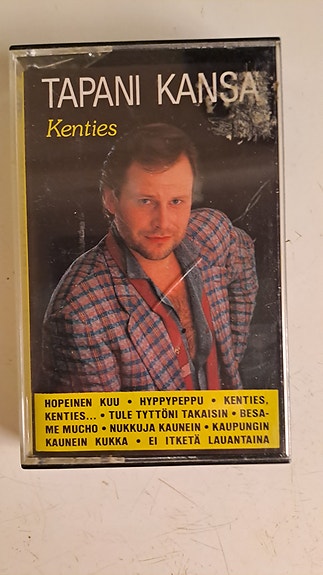 TAPANI KANSA
Kenties
HOPEINEN KUU • HYPPYPEPPU • KENTIES,
KENTIES... • TULE TYTTÖNI TAKAISIN • BESA-
ME MUCHO • NUKKUJA KAUNEIN • KAUPUNGIN
KAUNEIN KUKKA • EI ITKETÄ LAUANTAINA